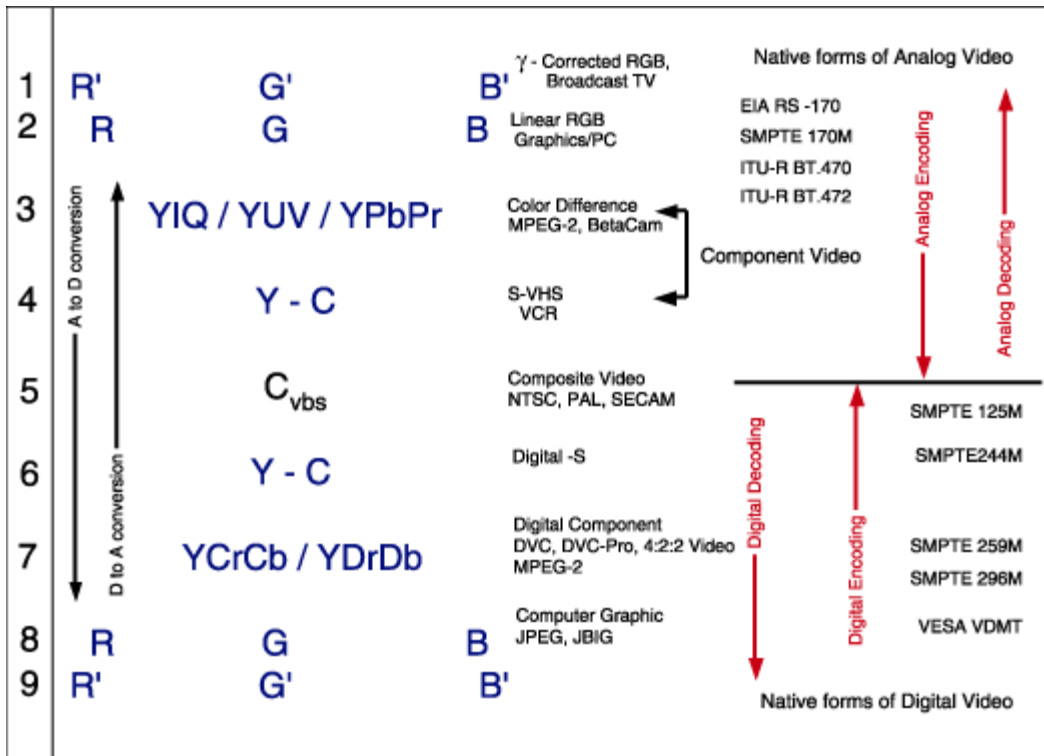 1
R' G' B'
γ - Corrected RGB,
Broadcast TV
Native forms of Analog Video
2
R G B
Linear RGB
Graphics/PC
EIA RS -170
SMPTE 170M
ITU-R BT.470
ITU-R BT.472
3
YIQ / YUV / YPbPr
Color Difference
MPEG-2, BetaCam
Component Video
4
Y - C
S-VHS
VCR
Analog Encoding
Analog Decoding
A to D conversion
D to A conversion
5
Cvbs
Composite Video
NTSC, PAL, SECAM
SMPTE 125M
6
Y - C
Digital -S
SMPTE244M
7
YCrCb / YDrDb
Digital Component
DVC, DVC-Pro, 4:2:2 Video
MPEG-2
Digital Decoding
Digital Encoding
SMPTE 259M
SMPTE 296M
8
R G B
Computer Graphic
JPEG, JBIG
VESA VDMT
9
R' G' B'
Native forms of Digital Video